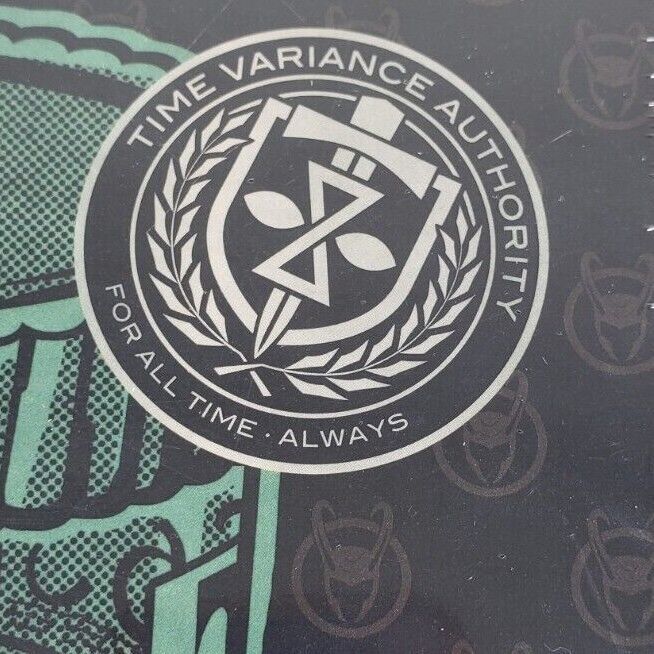 TIME VARIANCE AUTHORITY
FOR ALL TIME · ALWAYS